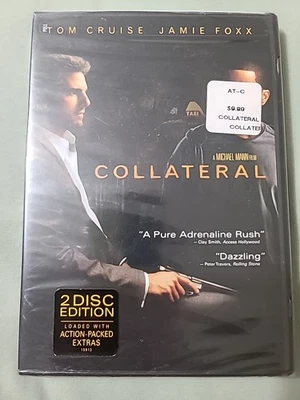 TOM CRUISE JAMIE FOXX
AT-C
$9.99
COLLATERAL
COLLATER
TAXI
A MICHAEL MANN FILM
COLLATERAL
"A Pure Adrenaline Rush"
– Clay Smith, Access Hollywood
"Dazzling"
– Peter Travers, Rolling Stone
2 DISC
EDITION
LOADED WITH
ACTION-PACKED
EXTRAS